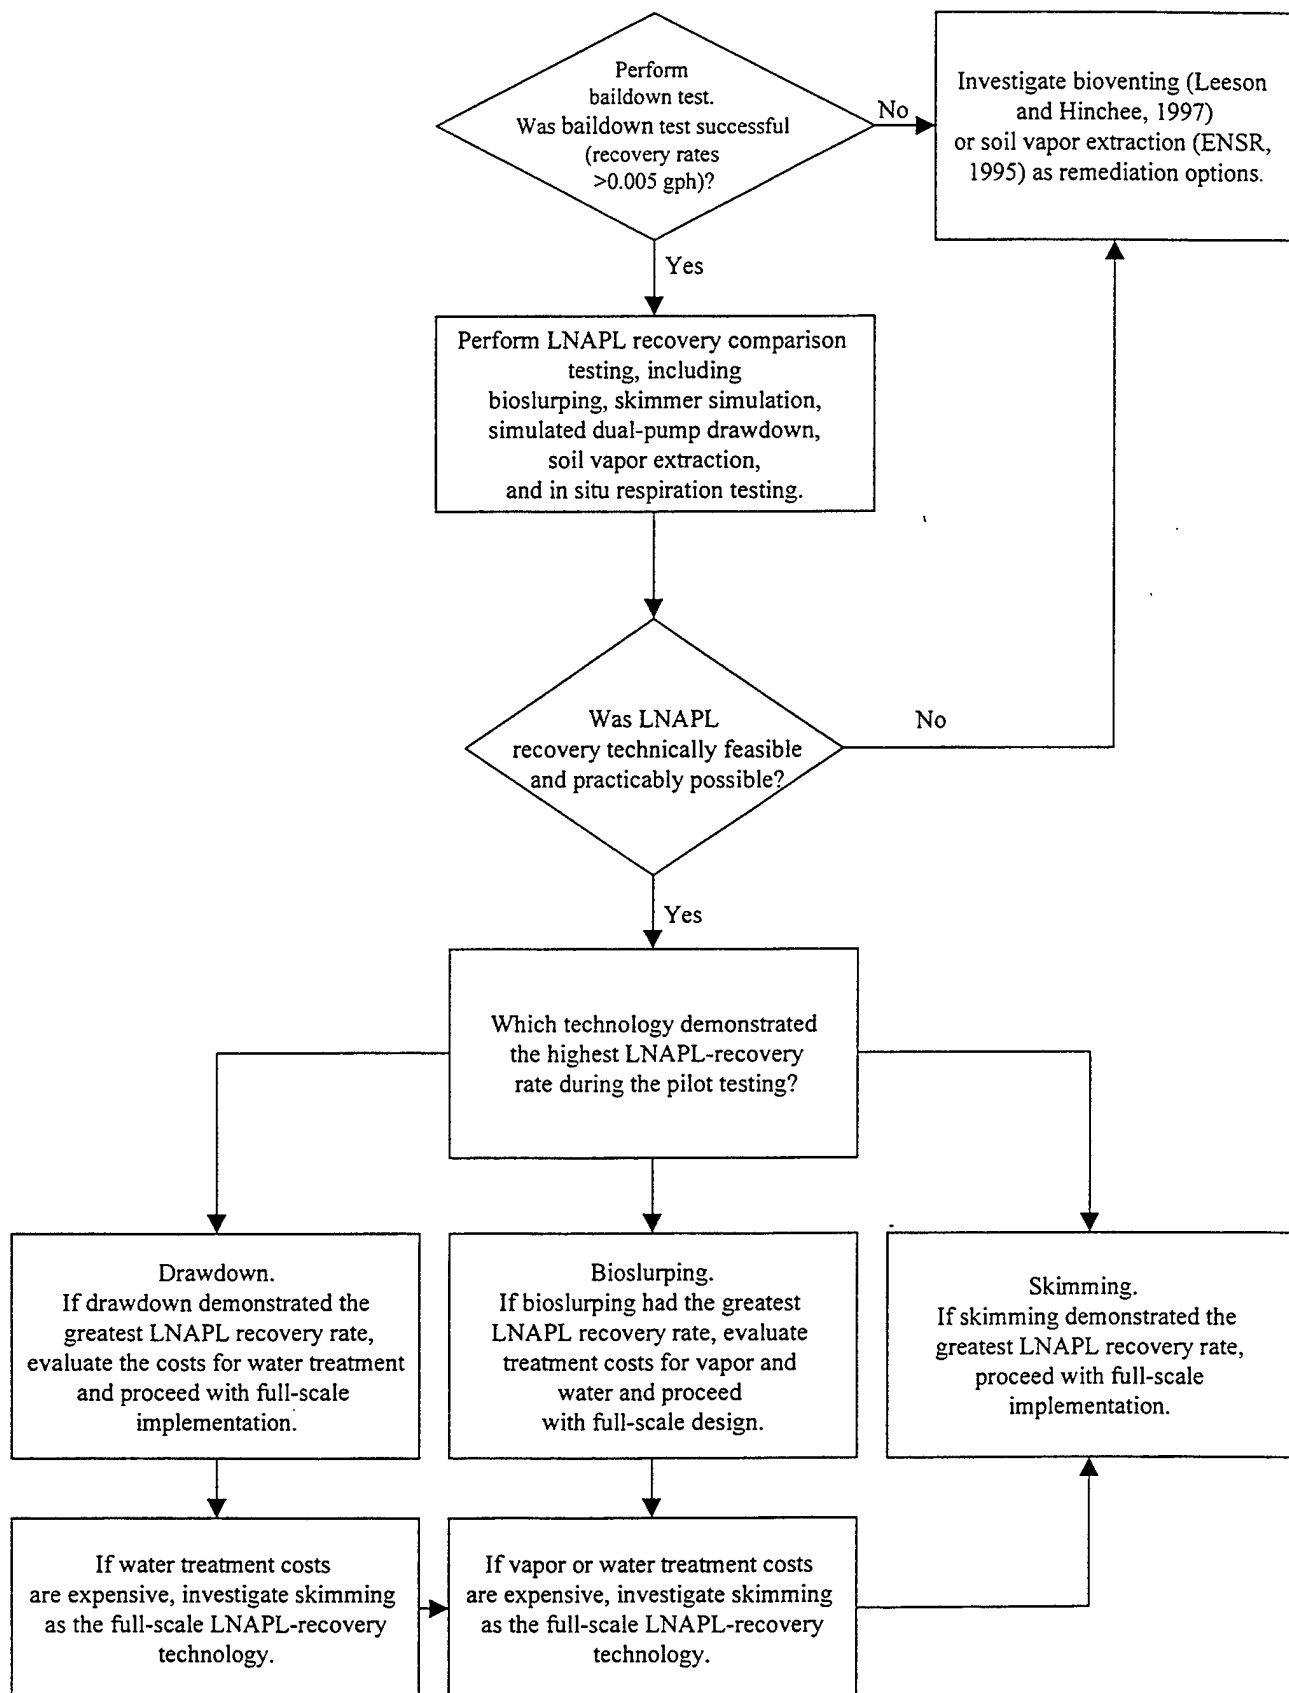 Perform
baildown test.
Was baildown test successful
(recovery rates
>0.005 gph)?
No
Investigate bioventing (Leeson
and Hinchee, 1997)
or soil vapor extraction (ENSR,
1995) as remediation options.
Yes
Perform LNAPL recovery comparison
testing, including
bioslurping, skimmer simulation,
simulated dual-pump drawdown,
soil vapor extraction,
and in situ respiration testing.
Was LNAPL
recovery technically feasible
and practicably possible?
No
Yes
Which technology demonstrated
the highest LNAPL-recovery
rate during the pilot testing?
Drawdown.
If drawdown demonstrated the
greatest LNAPL recovery rate,
evaluate the costs for water treatment
and proceed with full-scale
implementation.
Bioslurping.
If bioslurping had the greatest
LNAPL recovery rate, evaluate
treatment costs for vapor and
water and proceed
with full-scale design.
Skimming.
If skimming demonstrated the
greatest LNAPL recovery rate,
proceed with full-scale
implementation.
If water treatment costs
are expensive, investigate skimming
as the full-scale LNAPL-recovery
technology.
If vapor or water treatment costs
are expensive, investigate skimming
as the full-scale LNAPL-recovery
technology.